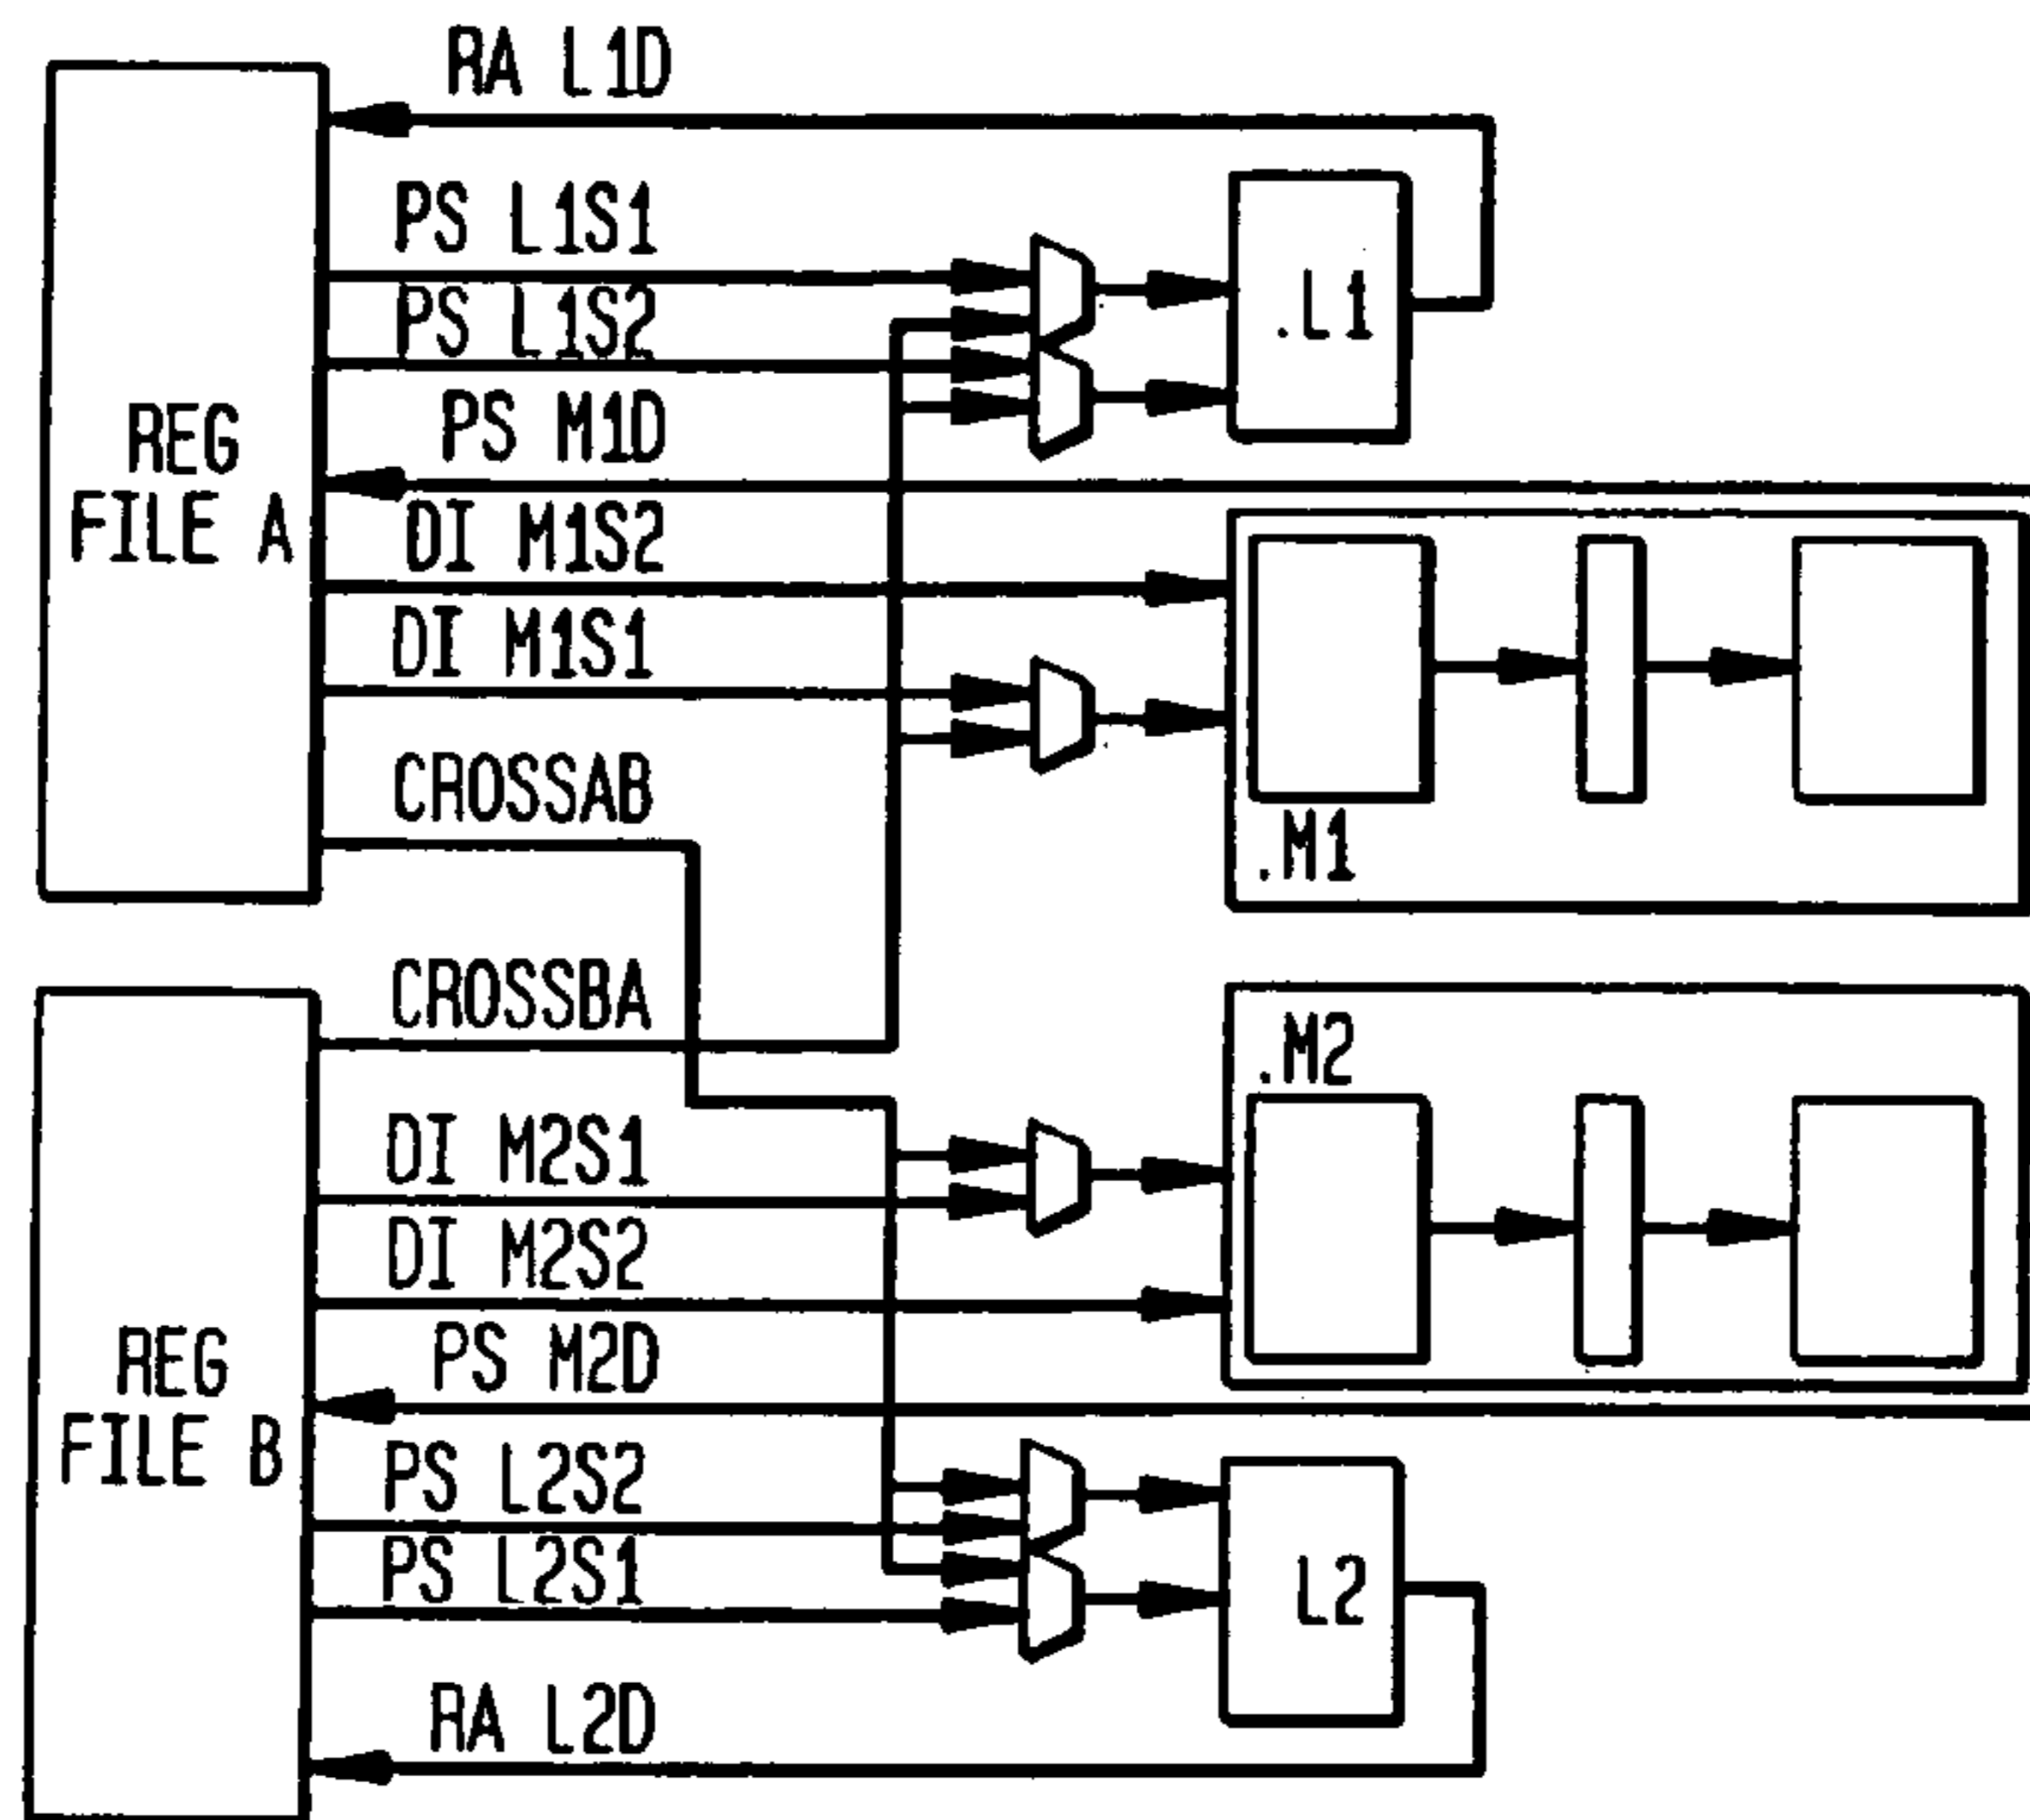 RA L1D
PS L1S1
PS L1S2
.L1
PS M1D
REG
FILE A
DI M1S2
DI M1S1
CROSSAB
.M1
CROSSBA
.M2
DI M2S1
DI M2S2
PS M2D
REG
FILE B
PS L2S2
PS L2S1
L2
RA L2D